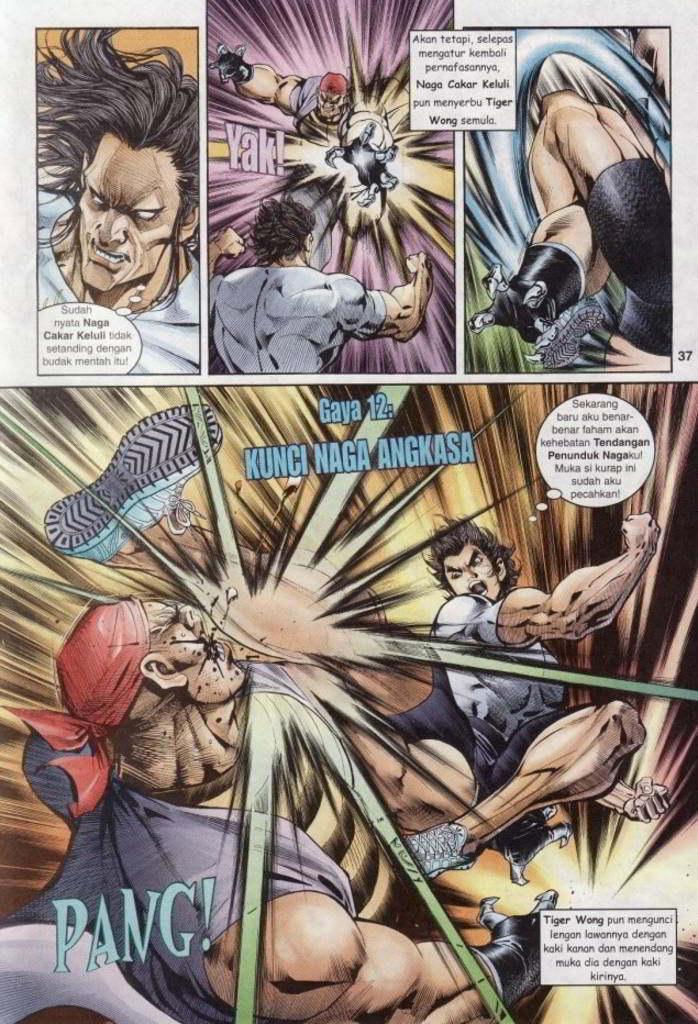 Sudah
nyata Naga
Cakar Keluli tidak
setanding dengan
budak mentah itu!
Yak!
Akan tetapi, selepas
mengatur kembali
pernafasannya,
Naga Cakar Keluli
pun menyerbu Tiger
Wong semula.
37
Gaya 12:
KUNCI NAGA ANGKASA
Sekarang
baru aku benar-
benar faham akan
kehebatan Tendangan
Penunduk Nagaku!
Muka si kurap ini
sudah aku
pecahkan!
PANG!
Tiger Wong pun mengunci
lengan lawannya dengan
kaki kanan dan menendang
muka dia dengan kaki
kirinya.